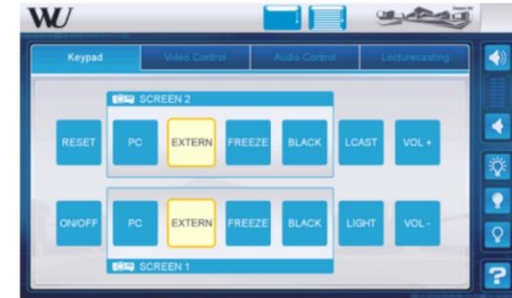 WU
Keypad
Video Control
Audio Control
Lecturecasting
SCREEN 2
RESET
PC
EXTERN
FREEZE
BLACK
LCAST
VOL +
ON/OFF
PC
EXTERN
FREEZE
BLACK
LIGHT
VOL -
SCREEN 1
?